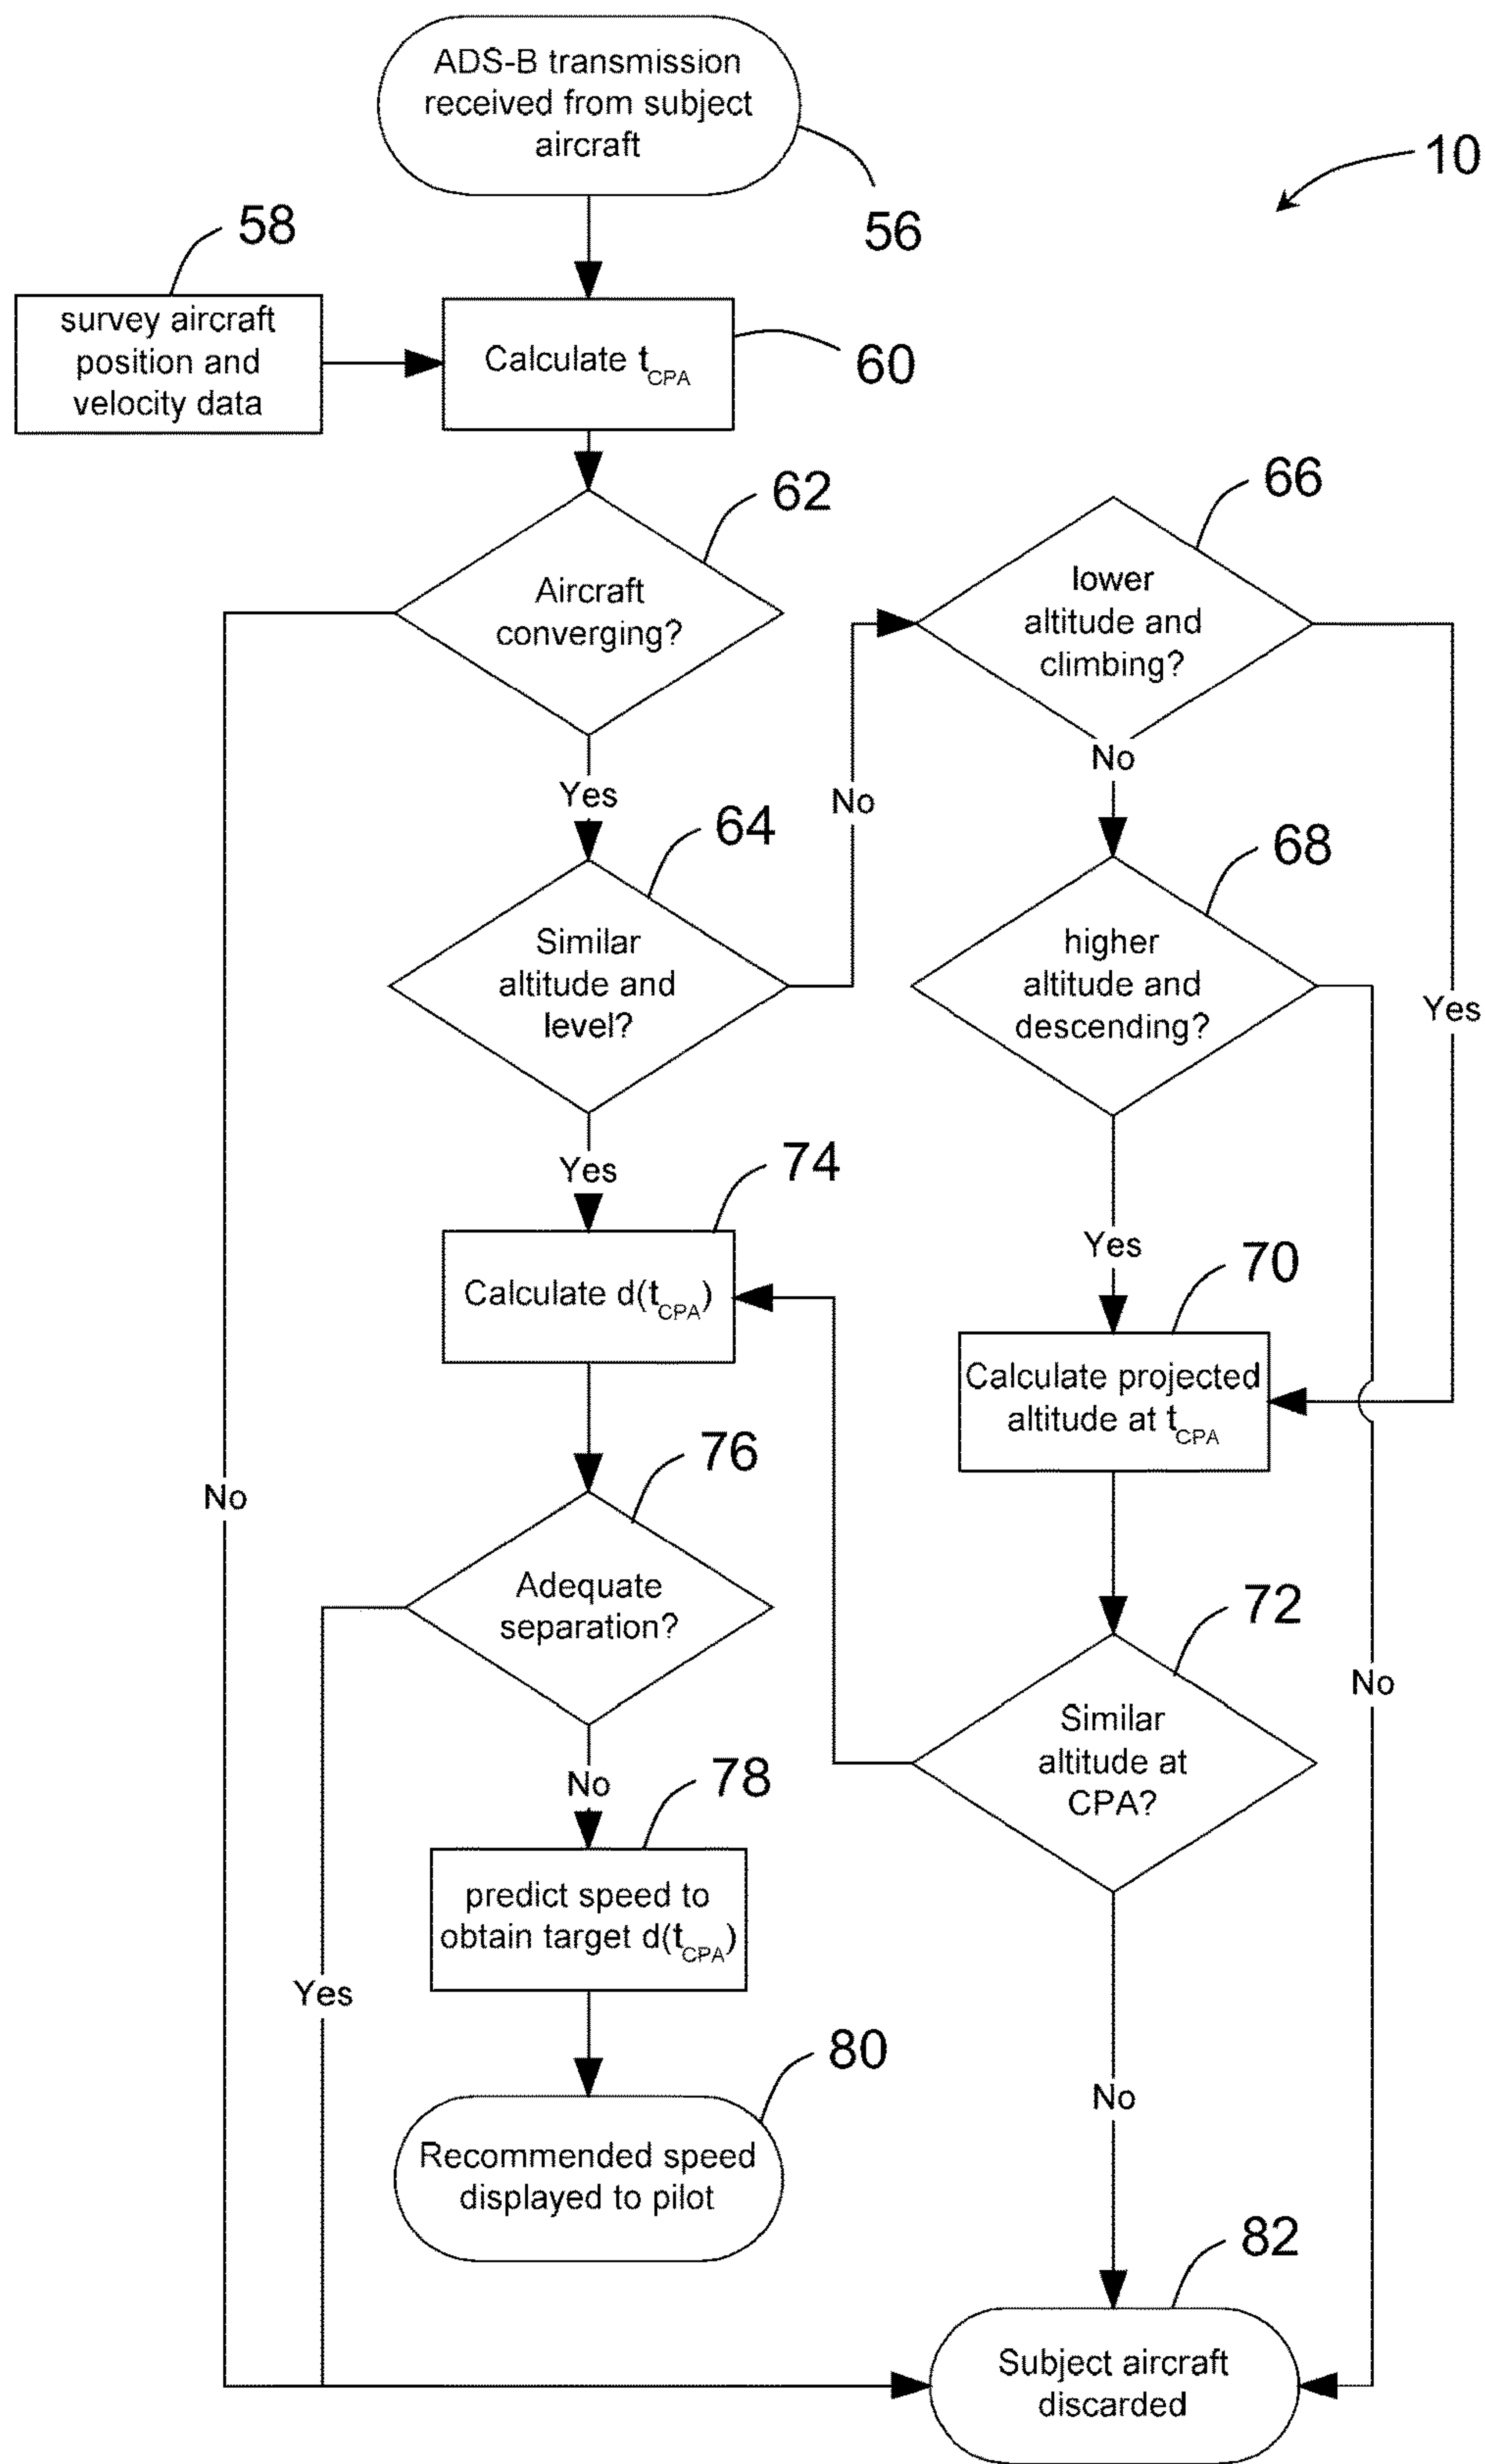 ADS-B transmission
received from subject
aircraft
56
10
58
survey aircraft
position and
velocity data
Calculate tCPA
60
62
Aircraft
converging?
66
lower
altitude and
climbing?
Yes
No
No
64
Similar
altitude and
level?
68
higher
altitude and
descending?
Yes
Yes
74
Calculate d(tCPA)
Yes
70
Calculate projected
altitude at tCPA
76
Adequate
separation?
No
72
Similar
altitude at
CPA?
No
No
78
predict speed to
obtain target d(tCPA)
Yes
80
Recommended speed
displayed to pilot
No
82
Subject aircraft
discarded